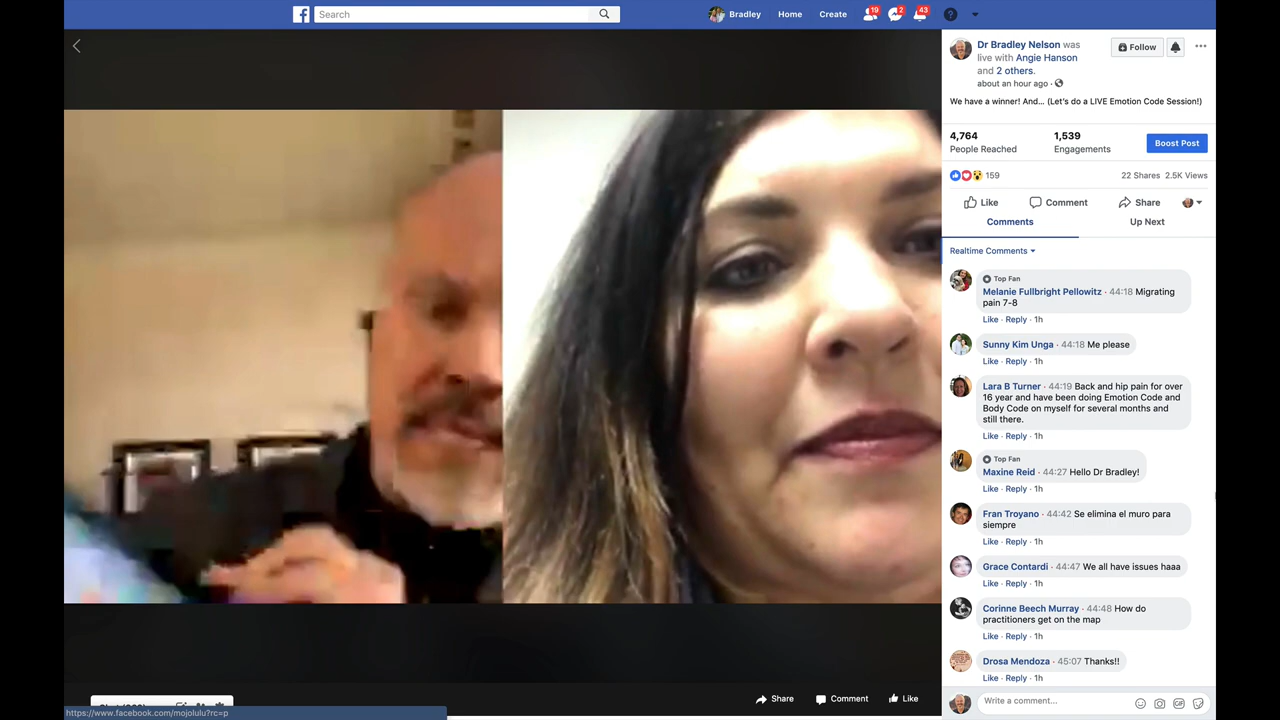 Search
Bradley
Home
Create
19
2
43
Dr Bradley Nelson was
live with Angie Hanson
and 2 others.
about an hour ago ·
Follow
We have a winner! And... (Let's do a LIVE Emotion Code Session!)
4,764
People Reached
1,539
Engagements
Boost Post
159
22 Shares 2.5K Views
Like
Comment
Share
Comments
Up Next
Realtime Comments
Top Fan
Melanie Fullbright Pellowitz · 44:18 Migrating
pain 7-8
Like · Reply · 1h
Sunny Kim Unga · 44:18 Me please
Like · Reply · 1h
Lara B Turner · 44:19 Back and hip pain for over
16 year and have been doing Emotion Code and
Body Code on myself for several months and
still there.
Like · Reply · 1h
Top Fan
Maxine Reid · 44:27 Hello Dr Bradley!
Like · Reply · 1h
Fran Troyano · 44:42 Se elimina el muro para
siempre
Like · Reply · 1h
Grace Contardi · 44:47 We all have issues haaa
Like · Reply · 1h
Corinne Beech Murray · 44:48 How do
practitioners get on the map
Like · Reply · 1h
Drosa Mendoza · 45:07 Thanks!!
Like · Reply · 1h
Write a comment...
GIF
Share
Comment
Like
https://www.facebook.com/mojolulu?rc=p